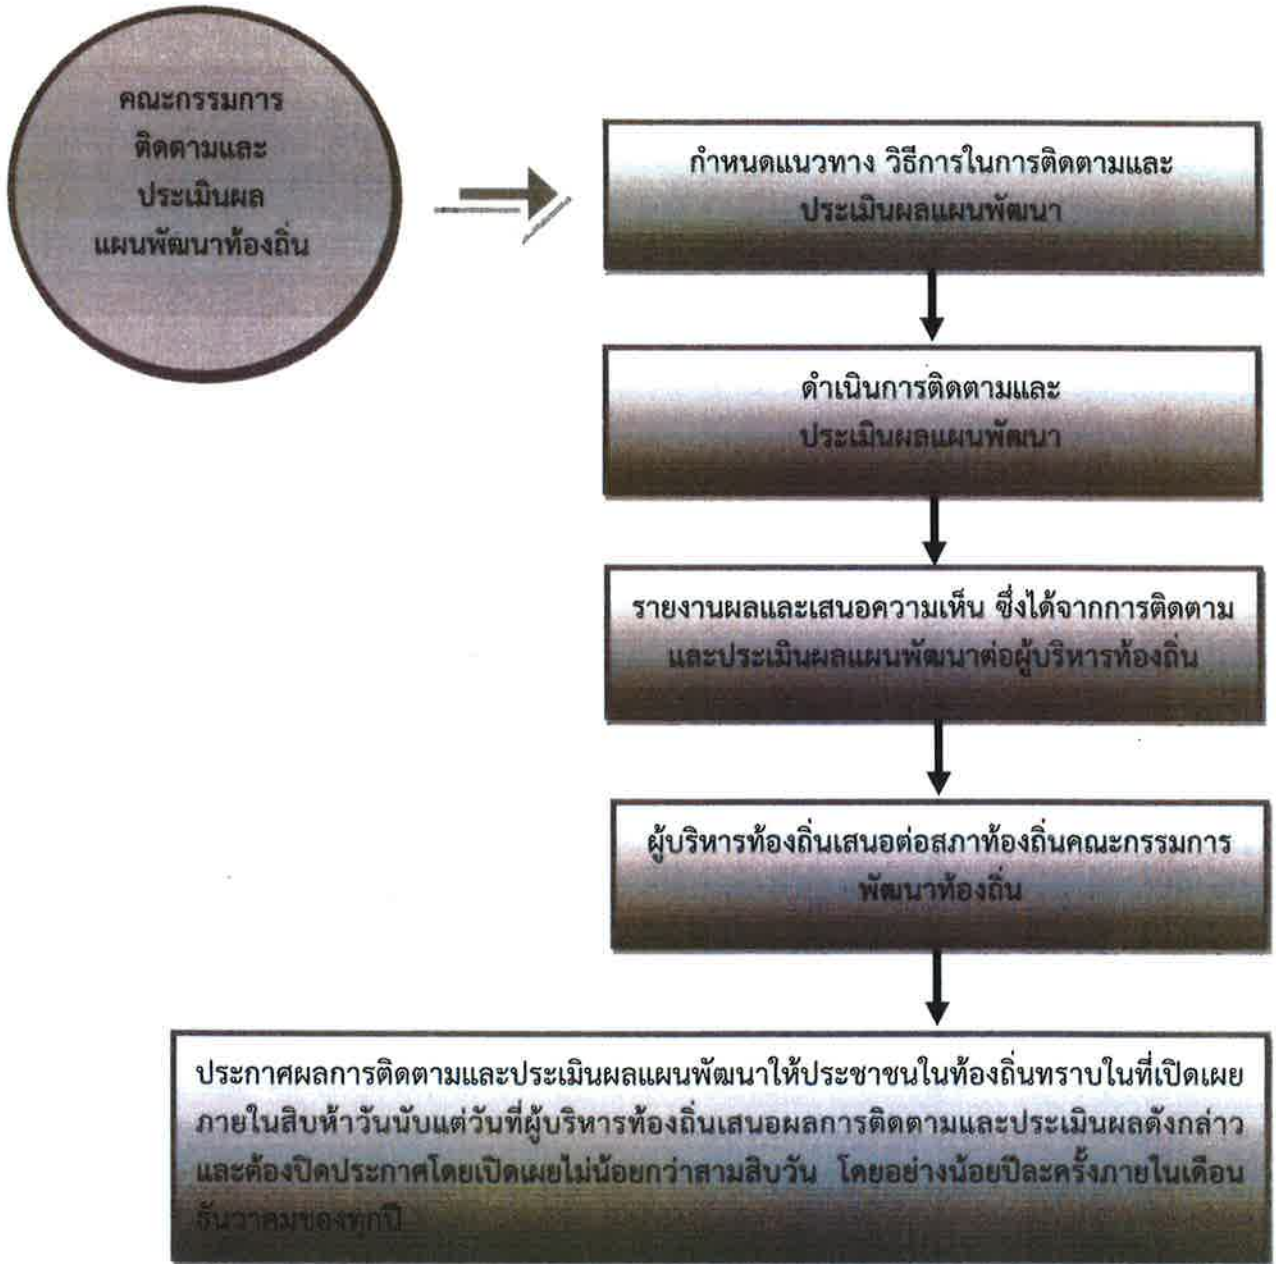 คณะกรรมการ
ติดตามและ
ประเมินผล
แผนพัฒนาท้องถิ่น
กำหนดแนวทาง วิธีการในการติดตามและ
ประเมินผลแผนพัฒนา
ดำเนินการติดตามและ
ประเมินผลแผนพัฒนา
รายงานผลและเสนอความเห็น ซึ่งได้จากการติดตาม
และประเมินผลแผนพัฒนาต่อผู้บริหารท้องถิ่น
ผู้บริหารท้องถิ่นเสนอต่อสภาท้องถิ่นคณะกรรมการ
พัฒนาท้องถิ่น
ประกาศผลการติดตามและประเมินผลแผนพัฒนาให้ประชาชนในท้องถิ่นทราบในที่เปิดเผย
ภายในสิบห้าวันนับแต่วันที่ผู้บริหารท้องถิ่นเสนอผลการติดตามและประเมินผลดังกล่าว
และต้องปิดประกาศโดยเปิดเผยไม่น้อยกว่าสามสิบวัน โดยอย่างน้อยปีละครั้งภายในเดือน
ธันวาคมของทุกปี